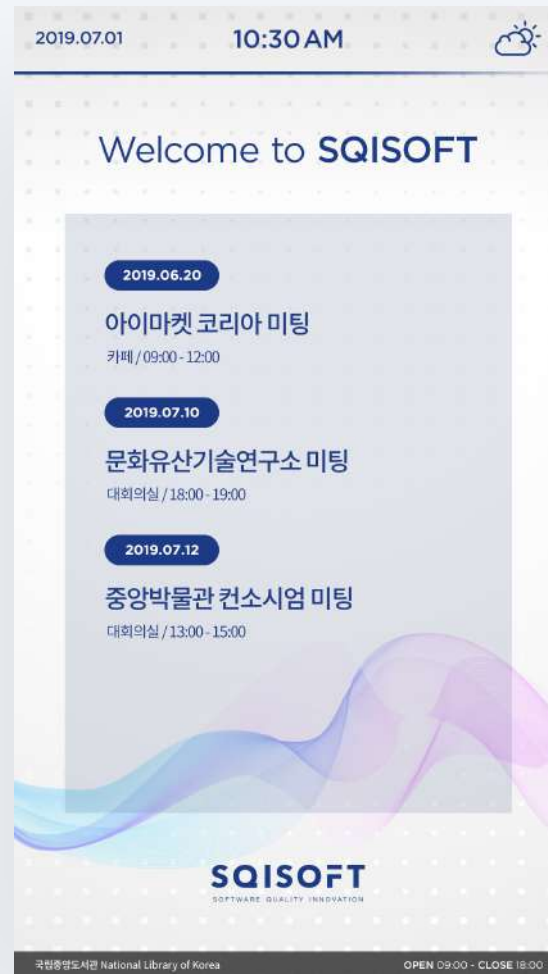 2019.07.01 10:30 AM
Welcome to SQISOFT
2019.06.20
아이마켓 코리아 미팅
카페 / 09:00 - 12:00
2019.07.10
문화유산기술연구소 미팅
대회의실 / 18:00 - 19:00
2019.07.12
중앙박물관 컨소시엄 미팅
대회의실 / 13:00 - 15:00
SQISOFT
SOFTWARE QUALITY INNOVATION
국립중앙도서관 National Library of Korea OPEN 09:00 - CLOSE 18:00